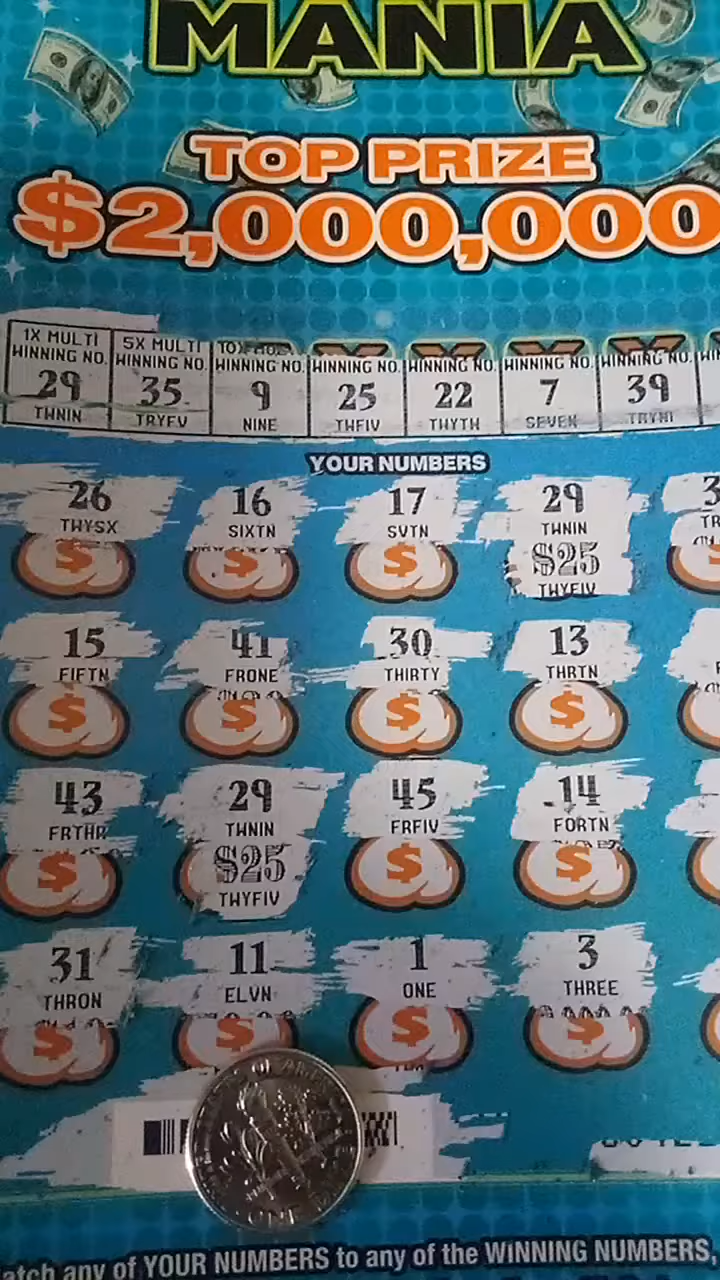 MANIA
TOP PRIZE
$2,000,000
1X MULTI 5X MULTI
WINNING NO. WINNING NO. WINNING NO. WINNING NO. WINNING NO. WINNING NO. WINNING NO.
29 35 9 25 22 7 39
TWNIN TRYFV NINE TWFIV TWYTW SEVEN TRYNI
YOUR NUMBERS
26 16 17 29 3
TWYSX SIXTN SVTN TWNIN TR
$ $ $ $25 $
TWYFIV
15 41 30 13
FIFTN FRONE THIRTY THRTN
$ $ $ $
43 29 45 14
FRTHR TWNIN FRFIV FORTN
$ $25 $ $
TWYFIV
31 11 1 3
THRON ELVN ONE THREE
$ $ $ $
atch any of YOUR NUMBERS to any of the WINNING NUMBERS,